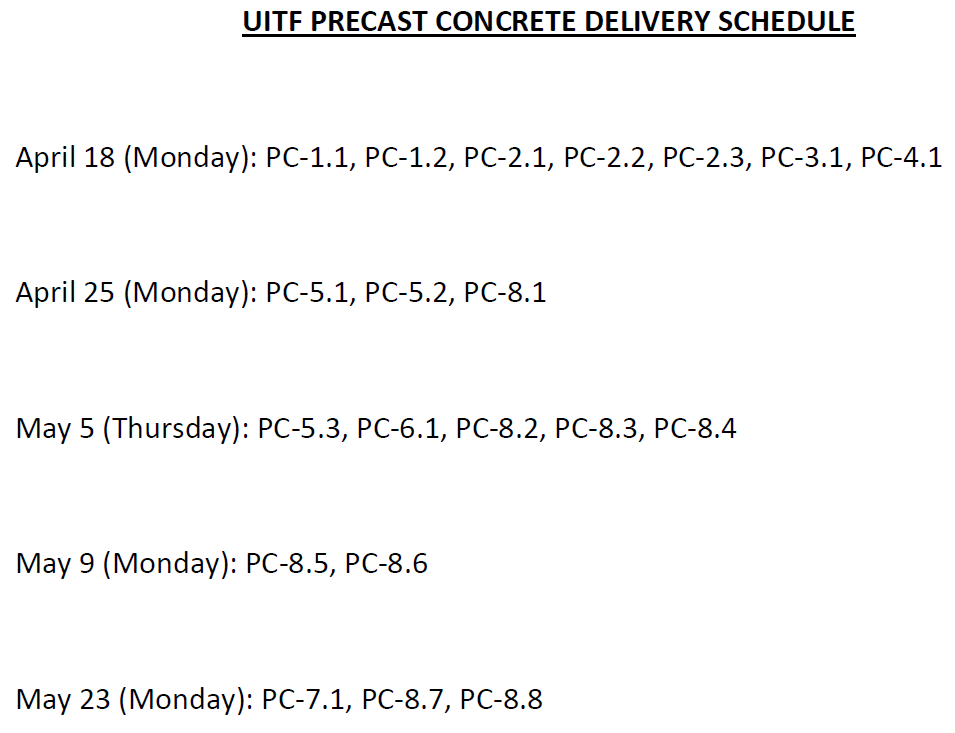 UITF PRECAST CONCRETE DELIVERY SCHEDULE
April 18 (Monday): PC-1.1, PC-1.2, PC-2.1, PC-2.2, PC-2.3, PC-3.1, PC-4.1
April 25 (Monday): PC-5.1, PC-5.2, PC-8.1
May 5 (Thursday): PC-5.3, PC-6.1, PC-8.2, PC-8.3, PC-8.4
May 9 (Monday): PC-8.5, PC-8.6
May 23 (Monday): PC-7.1, PC-8.7, PC-8.8